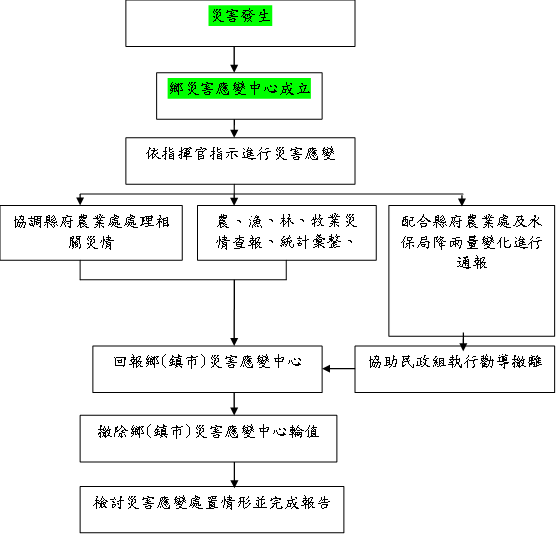 災害發生
鄉災害應變中心成立
依指揮官指示進行災害應變
協調縣府農業處處理相
關災情
農、漁、林、牧業災
情查報、統計彙整、
配合縣府農業處及水
保局降雨量變化進行
通報
回報鄉(鎮市)災害應變中心
協助民政組執行勸導撤離
撤除鄉(鎮市)災害應變中心輪值
檢討災害應變處置情形並完成報告